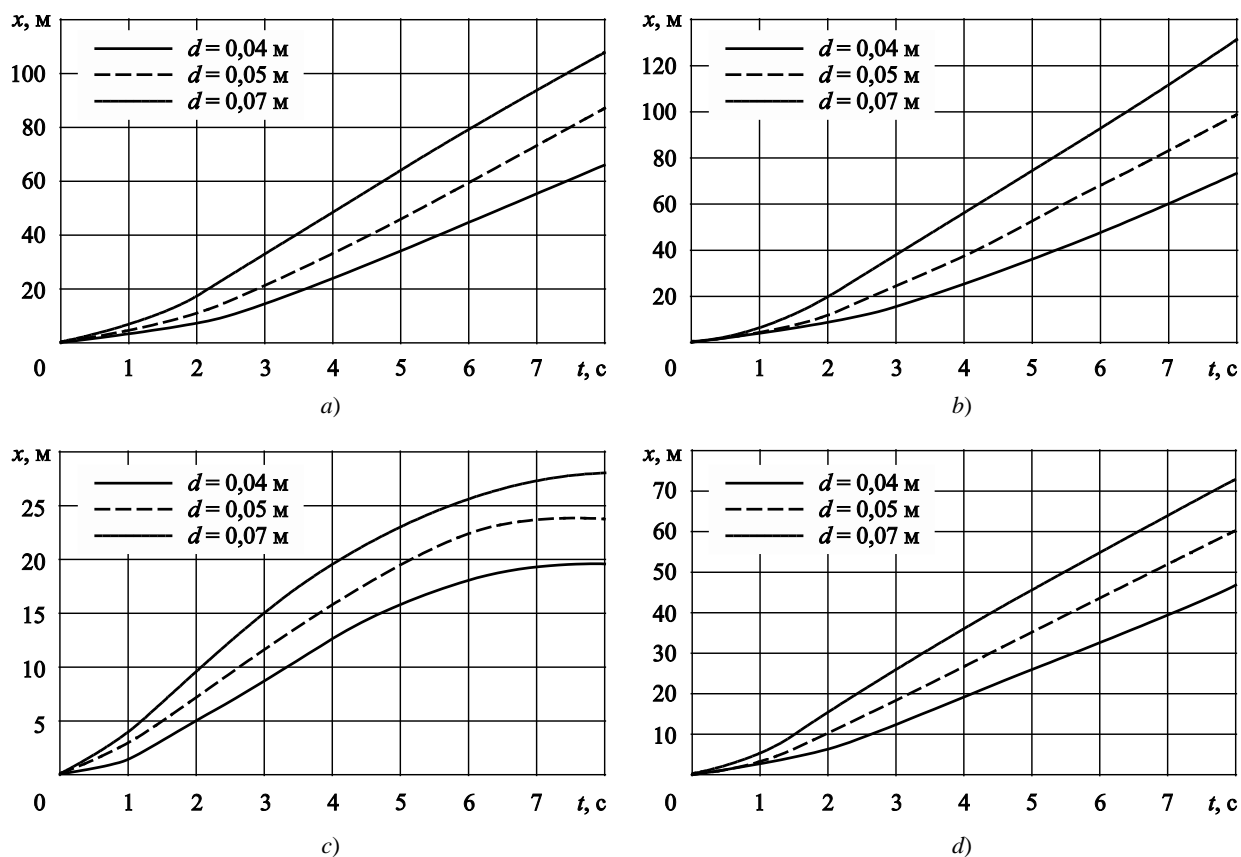 x, м
d = 0,04 м
d = 0,05 м
d = 0,07 м
100
80
60
40
20
0 1 2 3 4 5 6 7 t, с
a)
x, м
d = 0,04 м
d = 0,05 м
d = 0,07 м
120
100
80
60
40
20
0 1 2 3 4 5 6 7 t, с
b)
x, м
d = 0,04 м
d = 0,05 м
d = 0,07 м
25
20
15
10
5
0 1 2 3 4 5 6 7 t, с
c)
x, м
d = 0,04 м
d = 0,05 м
d = 0,07 м
70
60
50
40
30
20
10
0 1 2 3 4 5 6 7 t, с
d)